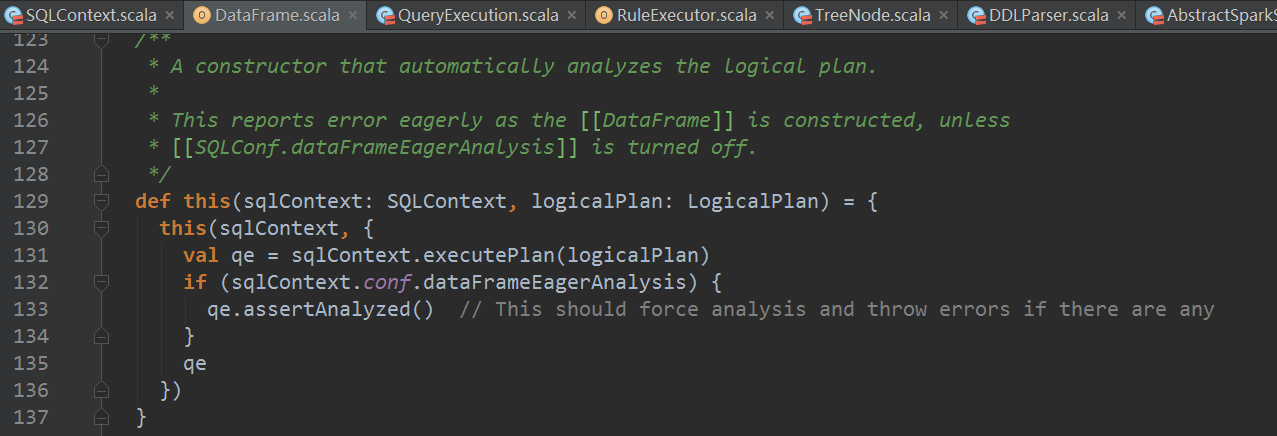 SQLContext.scala × DataFrame.scala × QueryExecution.scala × RuleExecutor.scala × TreeNode.scala × DDLParser.scala × AbstractSparkS
123 /**
124 * A constructor that automatically analyzes the logical plan.
125 *
126 * This reports error eagerly as the [[DataFrame]] is constructed, unless
127 * [[SQLConf.dataFrameEagerAnalysis]] is turned off.
128 */
129 def this(sqlContext: SQLContext, logicalPlan: LogicalPlan) = {
130 this(sqlContext, {
131 val qe = sqlContext.executePlan(logicalPlan)
132 if (sqlContext.conf.dataFrameEagerAnalysis) {
133 qe.assertAnalyzed() // This should force analysis and throw errors if there are any
134 }
135 qe
136 })
137 }